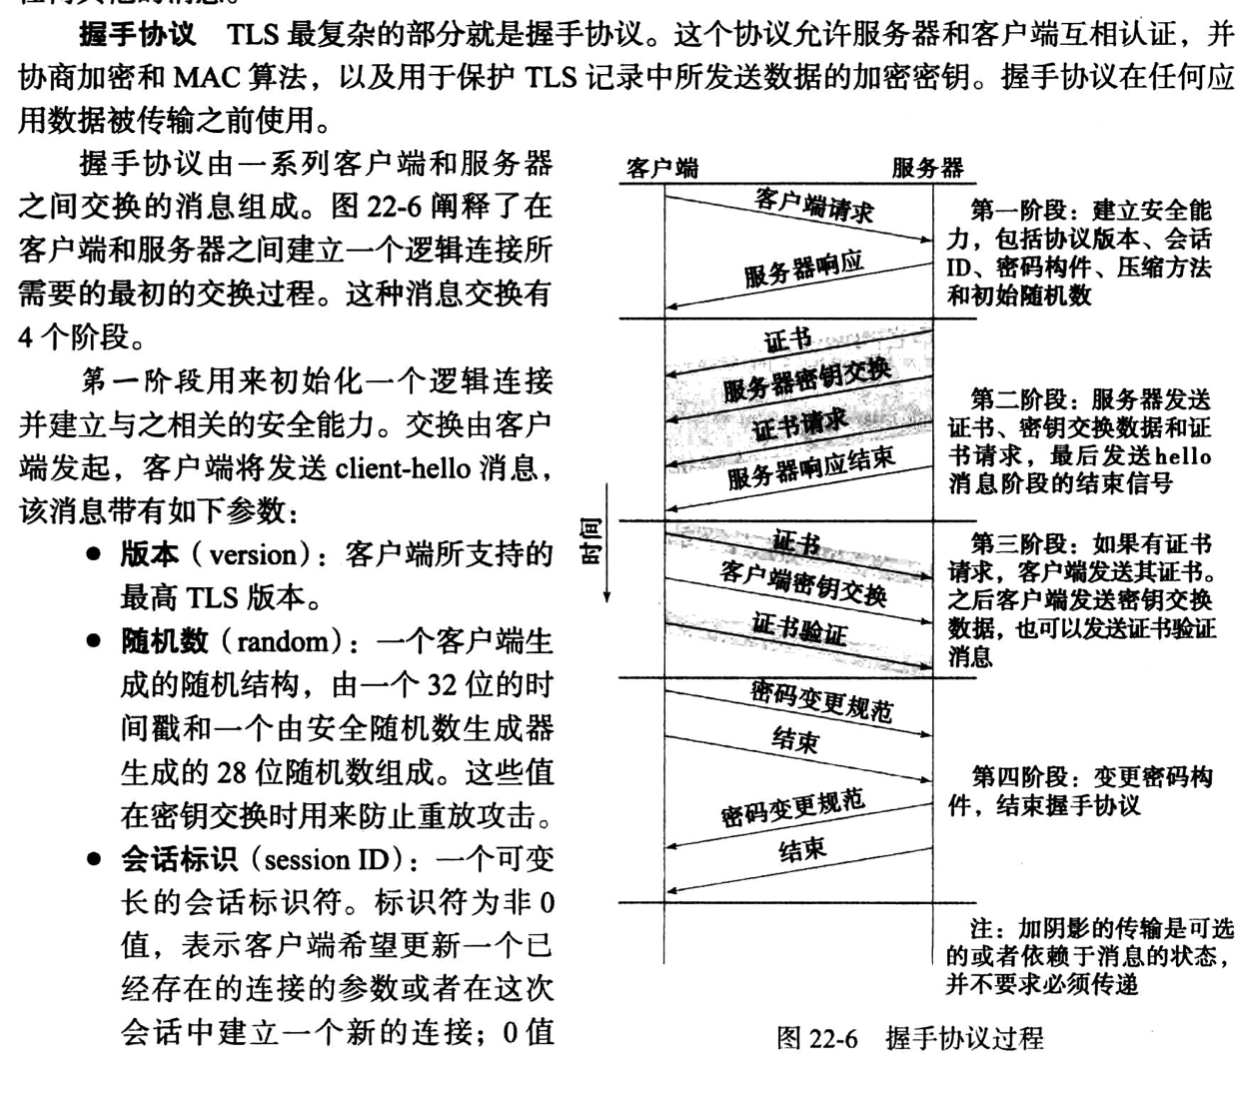 握手协议 TLS 最复杂的部分就是握手协议。这个协议允许服务器和客户端互相认证，并
协商加密和 MAC 算法，以及用于保护 TLS 记录中所发送数据的加密密钥。握手协议在任何应
用数据被传输之前使用。
握手协议由一系列客户端和服务器
之间交换的消息组成。图 22-6 阐释了在
客户端和服务器之间建立一个逻辑连接所
需要的最初的交换过程。这种消息交换有
4 个阶段。
第一阶段用来初始化一个逻辑连接
并建立与之相关的安全能力。交换由客户
端发起，客户端将发送 client-hello 消息，
该消息带有如下参数：
● 版本（version）：客户端所支持的
最高 TLS 版本。
● 随机数（random）：一个客户端生
成的随机结构，由一个 32 位的时
间戳和一个由安全随机数生成器
生成的 28 位随机数组成。这些值
在密钥交换时用来防止重放攻击。
● 会话标识（session ID）：一个可变
长的会话标识符。标识符为非 0
值，表示客户端希望更新一个已
经存在的连接的参数或者在这次
会话中建立一个新的连接；0 值
客户端 服务器
客户端请求
服务器响应
第一阶段：建立安全能
力，包括协议版本、会话
ID、密码构件、压缩方法
和初始随机数
证书
服务器密钥交换
证书请求
服务器响应结束
第二阶段：服务器发送
证书、密钥交换数据和证
书请求，最后发送hello
消息阶段的结束信号
时间
证书
客户端密钥交换
证书验证
第三阶段：如果有证书
请求，客户端发送其证书。
之后客户端发送密钥交换
数据，也可以发送证书验证
消息
密码变更规范
结束
密码变更规范
结束
第四阶段：变更密码构
件，结束握手协议
注：加阴影的传输是可选
的或者依赖于消息的状态，
并不要求必须传递
图 22-6 握手协议过程